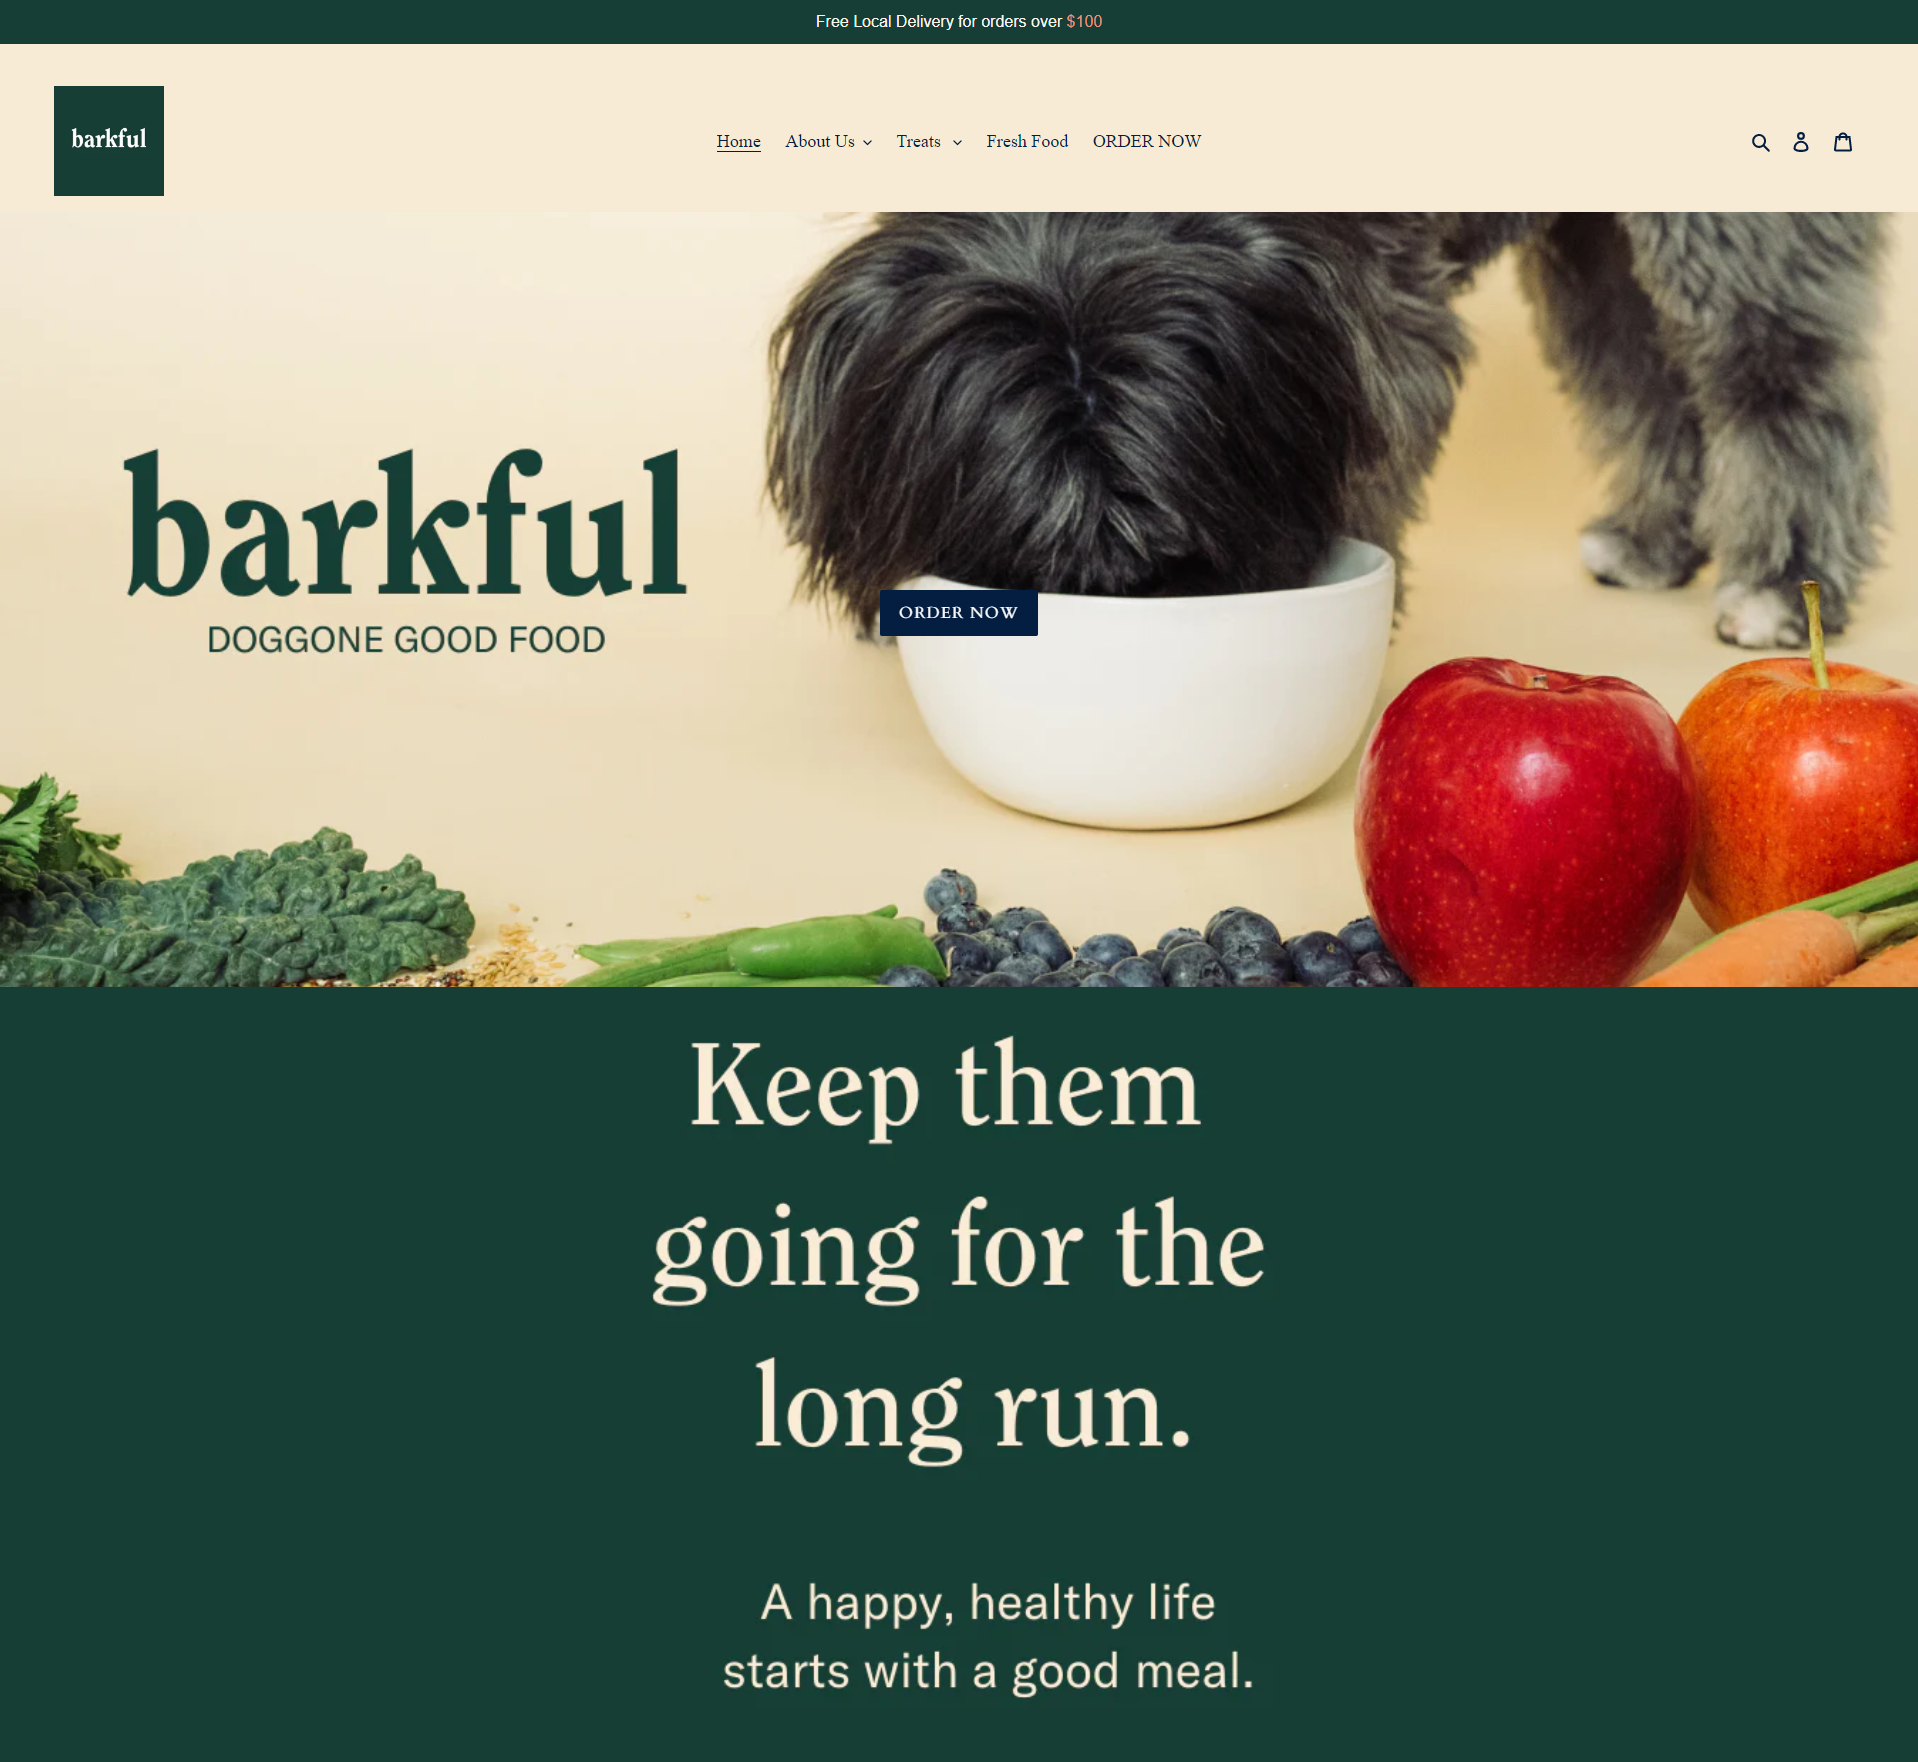 Free Local Delivery for orders over $100
barkful
Home About Us Treats Fresh Food ORDER NOW
barkful
DOGGONE GOOD FOOD
ORDER NOW
Keep them
going for the
long run.
A happy, healthy life
starts with a good meal.